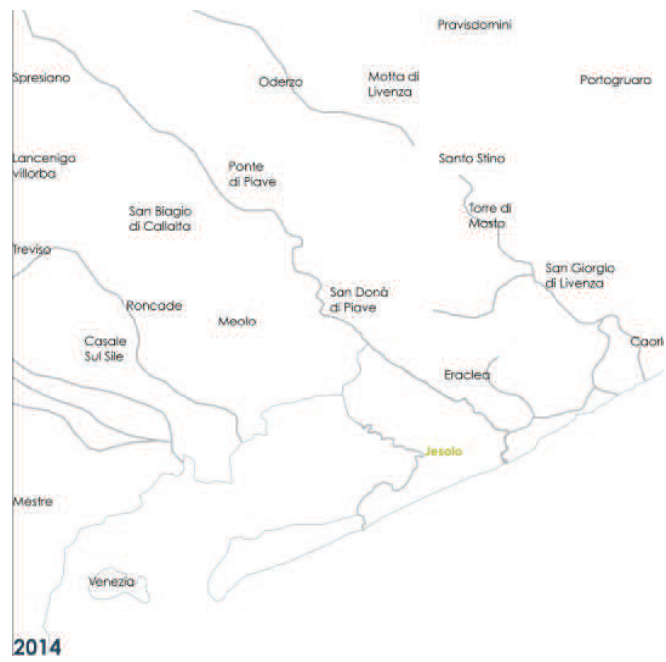 Pravisdomini
Spresiano
Oderzo
Motta di
Livenza
Portogruaro
Lancenigo
villorba
Ponte
di Piave
Santo Stino
San Biagio
di Callalta
Torre di
Mosto
Treviso
San Giorgio
di Livenza
Roncade
Meolo
San Donà
di Piave
Casale
Sul Sile
Eraclea
Caorle
Jesolo
Mestre
Venezia
2014